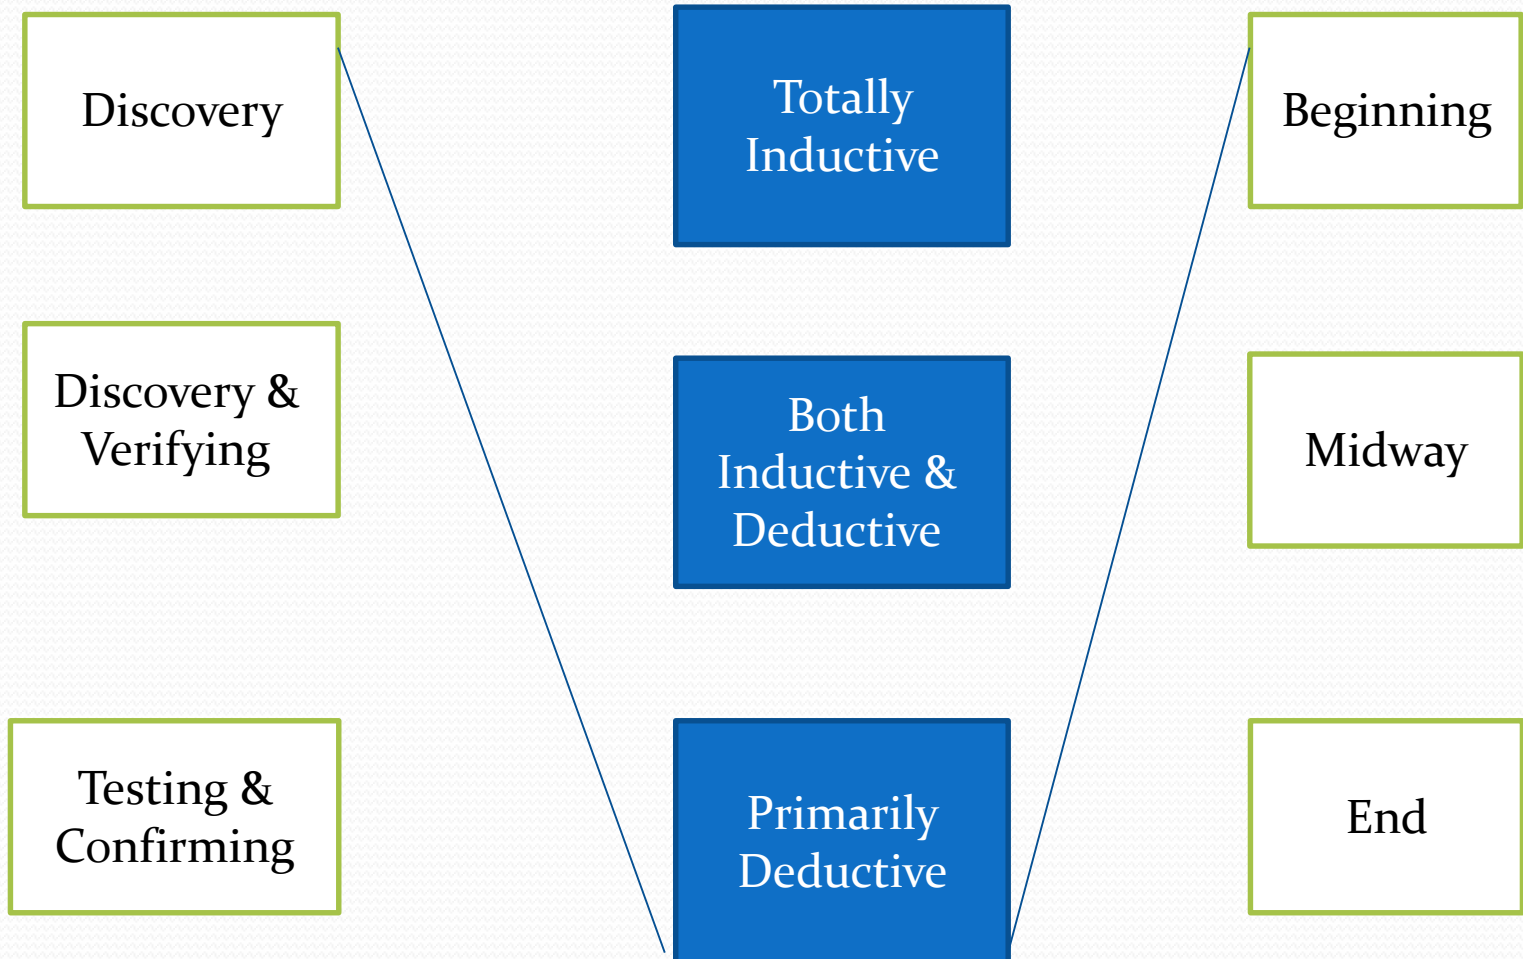 Discovery
Totally
Inductive
Beginning
Discovery &
Verifying
Both
Inductive &
Deductive
Midway
Testing &
Confirming
Primarily
Deductive
End